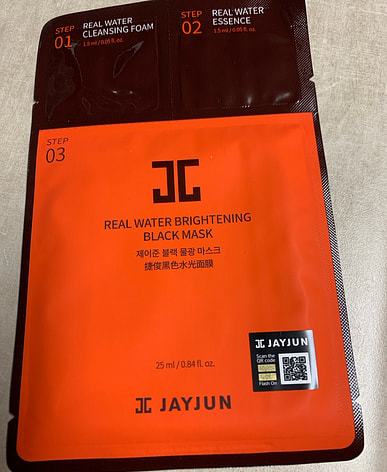 STEP
01
REAL WATER
CLEANSING FOAM
1.5 ml / 0.05 fl. oz.
STEP
02
REAL WATER
ESSENCE
1.5 ml / 0.05 fl. oz.
STEP
03
REAL WATER BRIGHTENING
BLACK MASK
제이준 블랙 물광 마스크
捷俊黑色水光面膜
25 ml / 0.84 fl. oz.
JAYJUN
Scan the
QR code
Flash On
JAYJUN